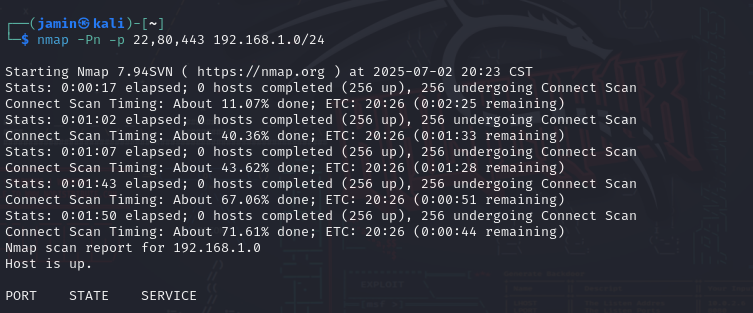 ┌──(jamin㉿kali)-[~]
└─$ nmap -Pn -p 22,80,443 192.168.1.0/24
Starting Nmap 7.94SVN ( https://nmap.org ) at 2025-07-02 20:23 CST
Stats: 0:00:17 elapsed; 0 hosts completed (256 up), 256 undergoing Connect Scan
Connect Scan Timing: About 11.07% done; ETC: 20:26 (0:02:25 remaining)
Stats: 0:01:02 elapsed; 0 hosts completed (256 up), 256 undergoing Connect Scan
Connect Scan Timing: About 40.36% done; ETC: 20:26 (0:01:33 remaining)
Stats: 0:01:07 elapsed; 0 hosts completed (256 up), 256 undergoing Connect Scan
Connect Scan Timing: About 43.62% done; ETC: 20:26 (0:01:28 remaining)
Stats: 0:01:43 elapsed; 0 hosts completed (256 up), 256 undergoing Connect Scan
Connect Scan Timing: About 67.06% done; ETC: 20:26 (0:00:51 remaining)
Stats: 0:01:50 elapsed; 0 hosts completed (256 up), 256 undergoing Connect Scan
Connect Scan Timing: About 71.61% done; ETC: 20:26 (0:00:44 remaining)
Nmap scan report for 192.168.1.0
Host is up.
EXPLOIT
PORT    STATE    SERVICE